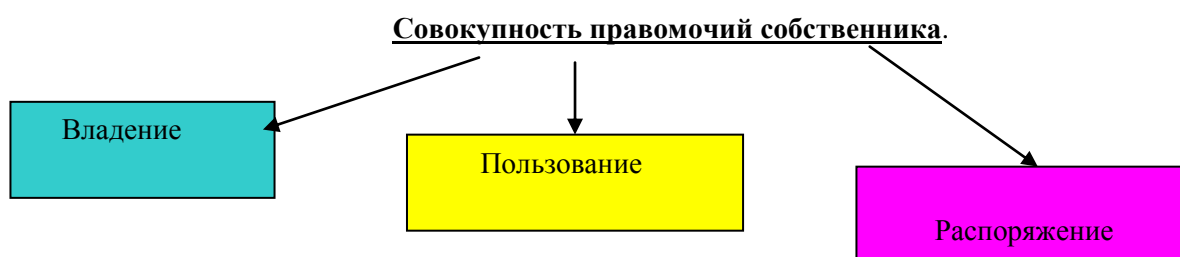 Совокупность правомочий собственника.
Владение
Пользование
Распоряжение